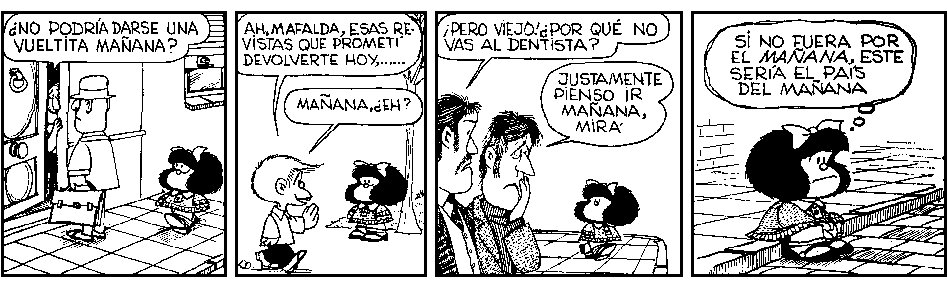 ¿NO PODRÍA DARSE UNA
VUELTITA MAÑANA?
AH, MAFALDA, ESAS RE-
VISTAS QUE PROMETÍ
DEVOLVERTE HOY,......
MAÑANA,¿EH?
¡PERO VIEJO!¿POR QUÉ NO
VAS AL DENTISTA?
JUSTAMENTE
PIENSO IR
MAÑANA,
MIRÁ
SI NO FUERA POR
EL MAÑANA, ESTE
SERÍA EL PAÍS
DEL MAÑANA